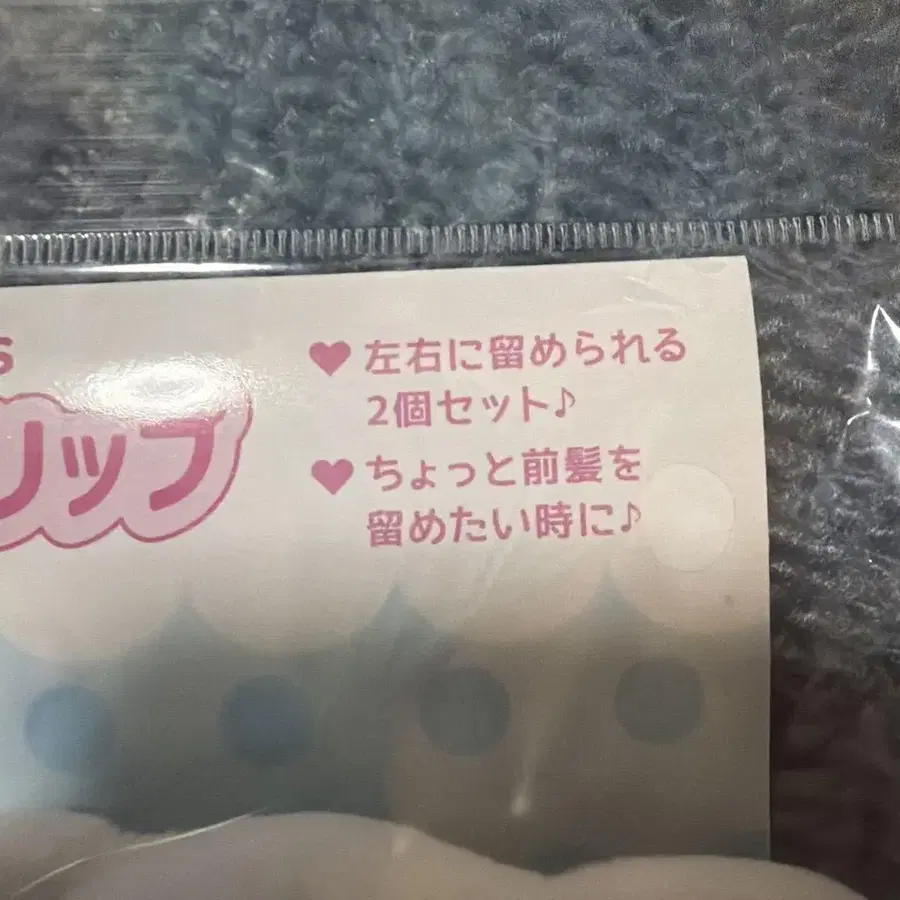 S
リップ
♥ 左右に留められる
2個セット♪
♥ ちょっと前髪を
留めたい時に♪